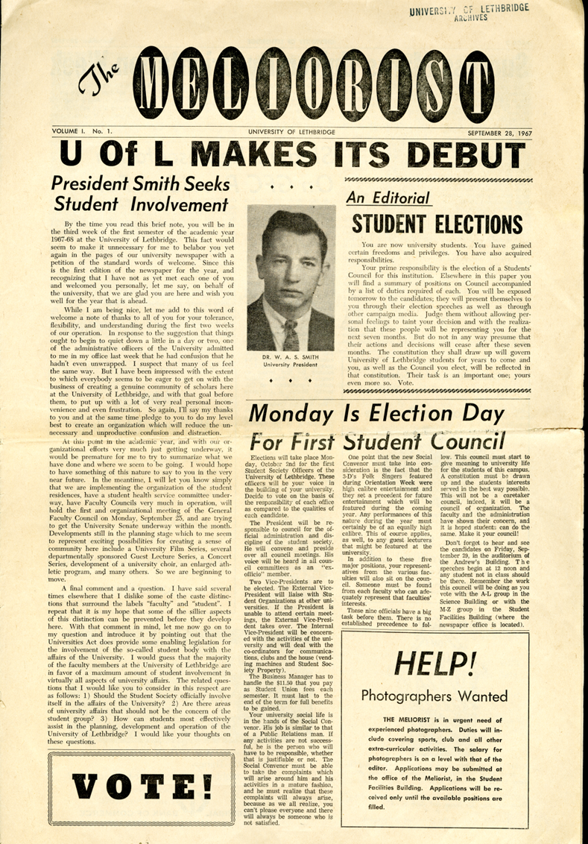 UNIVERSITY OF LETHBRIDGE
ARCHIVES
The MELIORIST
VOLUME I. No. 1.
UNIVERSITY OF LETHBRIDGE
SEPTEMBER 28, 1967
U Of L MAKES ITS DEBUT
President Smith Seeks
Student Involvement
By the time you read this brief note, you will be
in the third week of the first semester of the academic year
1967-68 at the University of Lethbridge. This fact would
seem to make it unnecessary for me to belabor you yet
again in the pages of our university newspaper with a
petition of the standard words of welcome. Since this
is the first edition of the newspaper for the year, and
recognizing that I have not as yet met each one of you
and welcomed you personally, let me say, on behalf of
the university, that we are glad you are here and wish you
well for the year that is ahead.
While I am being nice, let me add to this word of
welcome a note of thanks to all of you for your tolerance,
flexibility, and understanding during the first two weeks
of our operation. In response to the suggestion that things
ought to begin to quiet down a little in a day or two, one
of the administrative officers of the University admitted
to me in my office last week that he had confusion that he
hadn't even unwrapped. I suspect that many of us feel
the same way. But I have been impressed with the extent
to which everybody seems to be eager to get on with the
business of creating a genuine community of scholars here
at the University of Lethbridge, and with that goal before
them, to put up with a lot of very real personal incon-
venience and even frustration. So again, I'll say my thanks
to you and at the same time pledge to you to do my level
best to create an organization which will reduce the un-
necessary and unproductive confusion and distraction.
At this point in the academic year, and with our or-
ganizational efforts very much just getting underway, it
would be premature for me to try to summarize what we
have done and where we seem to be going. I would hope
to have something of this nature to say to you in the very
near future. In the meantime, I will let you know simply
that we are implementing the organization of the student
residences, have a student health service committee under-
way, have Faculty Councils very much in operation, will
hold the first and organizational meeting of the General
Faculty Council on Monday, September 25, and are trying
to get the University Senate underway within the month.
Developments still in the planning stage which to me seem
to represent exciting possibilities for creating a sense of
community here include a University Film Series, several
departmentally sponsored Guest Lecture Series, a Concert
Series, development of a university choir, an enlarged ath-
letic program, and many others. So we are beginning to
move.
A final comment and a question. I have said several
times elsewhere that I dislike some of the caste distinc-
tions that surround the labels "faculty" and "student". I
repeat that it is my hope that some of the sillier aspects
of this distinction can be prevented before they develop
here. With that comment in mind, let me now go on to
my question and introduce it by pointing out that the
Universities Act does provide some enabling legislation for
the involvement of the so-called student body with the
affairs of the University. I would guess that the majority
of the faculty members at the University of Lethbridge are
in favor of a maximum amount of student involvement in
virtually all aspects of university affairs. The related ques-
tions that I would like you to consider in this respect are
as follows: 1) Should the Student Society officially involve
itself in the affairs of the University? 2) Are there areas
of university affairs that should not be the concern of the
student group? 3) How can students most effectively
assist in the planning, development and operation of the
University of Lethbridge? I would like your thoughts on
these questions.
VOTE!
DR. W. A. S. SMITH
University President
An Editorial
STUDENT ELECTIONS
You are now university students. You have gained
certain freedoms and privileges. You have also acquired
responsibilities.
Your prime responsibility is the election of a Students'
Council for this institution. Elsewhere in this paper you
will find a summary of positions on Council accompanied
by a list of duties required of each. You will be exposed
tomorrow to the candidates; they will present themselves to
you through their election speeches as well as through
other campaign media. Judge them without allowing per-
sonal feelings to taint your decision and with the realiza-
tion that these people will be representing you for the
next seven months. But do not in any way presume that
their actions and decisions will cease after these seven
months. The constitution they shall draw up will govern
University of Lethbridge students for years to come and
you, as well as the Council you elect, will be reflected in
that constitution. Their task is an important one; yours
even more so. Vote.
Monday Is Election Day
For First Student Council
Elections will take place Mon-
day, October 2nd for the first
Student Society Officers of the
University of Lethbridge. These
officers will be your voice in
the building of your university.
Decide to vote on the basis of
the responsibility of each office
as compared to the qualities of
each candidate.
The President will be re-
sponsible to council for the of-
ficial administration and dis-
cipline of the student society.
He will convene and preside
over all council meetings. His
voice will be heard in all coun-
cil committees as an "ex-
officio" member.
Two Vice-Presidents are to
be elected. The External Vice-
President will liaise with Stu-
dent Organizations at other uni-
versities. If the President is
unable to attend certain meet-
ings, the External Vice-Presi-
dent takes over. The Internal
Vice-President will be concern-
ed with the activities of the uni-
versity and will deal with the
co-ordinators for communica-
tions, clubs and the house (vend-
ing machines and Student Soc-
iety Property).
The Business Manager has to
handle the $11.50 that you pay
as Student Union fees each
semester. It must last to the
end of the term for full benefits
to be gained.
Your university social life is
in the hands of the Social Con-
venor. His job is similar to that
of a Public Relations man. If
any activities are not success-
ful, he is the person who will
have to be responsible, whether
that is justifiable or not. The
Social Convenor must be able
to take the complaints which
will arise around him and his
activities in a mature fashion,
and he must realize that these
complaints will always arise,
because as we all realize, you
can't please everyone and there
will always be someone who is
not satisfied.
One point that the new Social
Convenor must take into con-
sideration is the fact that the
3-D's Folk Singers featured
during Orientation Week were
high calibre entertainment and
they set a precedent for future
entertainment which will be
featured during the coming
year. Any performances of this
nature during the year must
certainly be of an equally high
calibre. This of course applies,
as well, to any guest lecturers
that might be featured at the
university.
In addition to these five
major positions, your represent-
atives from the various fac-
ulties will also sit on the coun-
cil. Someone must be found
from each faculty who can ade-
quately represent that faculties'
interests.
These nine officials have a big
task before them. There is no
established precedence to fol-
low. This council must start to
give meaning to university life
for the students of this campus.
A constitution must be drawn
up and the students interests
served in the best way possible.
This will not be a caretaker
council, indeed, it will be a
council of organization. The
faculty and the administration
have shown their concern, and
it is hoped students can do the
same. Make it your council!
Don't forget to hear and see
the candidates on Friday, Sep-
tember 29, in the auditorium of
the Andrew's Building. The
speeches begin at 12 noon and
any student not in class should
be there. Remember the work
this council will be doing as you
vote with the A-L group in the
Science Building or with the
M-Z group in the Student
Facilities Building (where the
newspaper office is located).
HELP!
Photographers Wanted
THE MELIORIST is in urgent need of
experienced photographers. Duties will in-
clude covering sports, club and all other
extra-curricular activities. The salary for
photographers is on a level with that of the
editor. Applications may be submitted at
the office of the Meliorist, in the Student
Facilities Building. Applications will be re-
ceived only until the available positions are
filled.